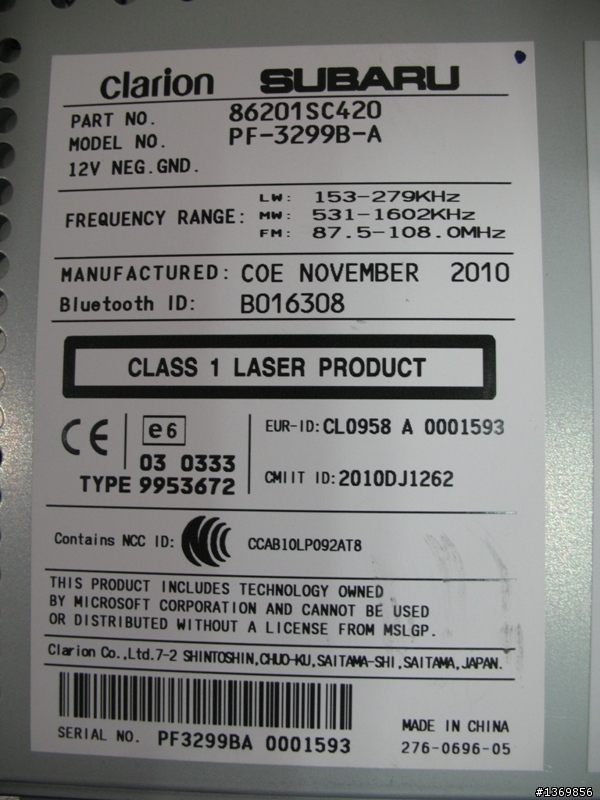 clarion SUBARU
PART NO. 86201SC420
MODEL NO. PF-3299B-A
12V NEG.GND.
FREQUENCY RANGE: LW: 153-279KHz
MW: 531-1602KHz
FM: 87.5-108.0MHz
MANUFACTURED: COE NOVEMBER 2010
Bluetooth ID: B016308
CLASS 1 LASER PRODUCT
CE e6 EUR-ID: CL0958 A 0001593
03 0333
TYPE 9953672 CMIIT ID: 2010DJ1262
Contains NCC ID: CCAB10LP092AT8
THIS PRODUCT INCLUDES TECHNOLOGY OWNED
BY MICROSOFT CORPORATION AND CANNOT BE USED
OR DISTRIBUTED WITHOUT A LICENSE FROM MSLGP.
Clarion Co.,Ltd.7-2 SHINTOSHIN,CHUO-KU,SAITAMA-SHI,SAITAMA,JAPAN.
SERIAL NO. PF3299BA 0001593
MADE IN CHINA
276-0696-05
#1369856